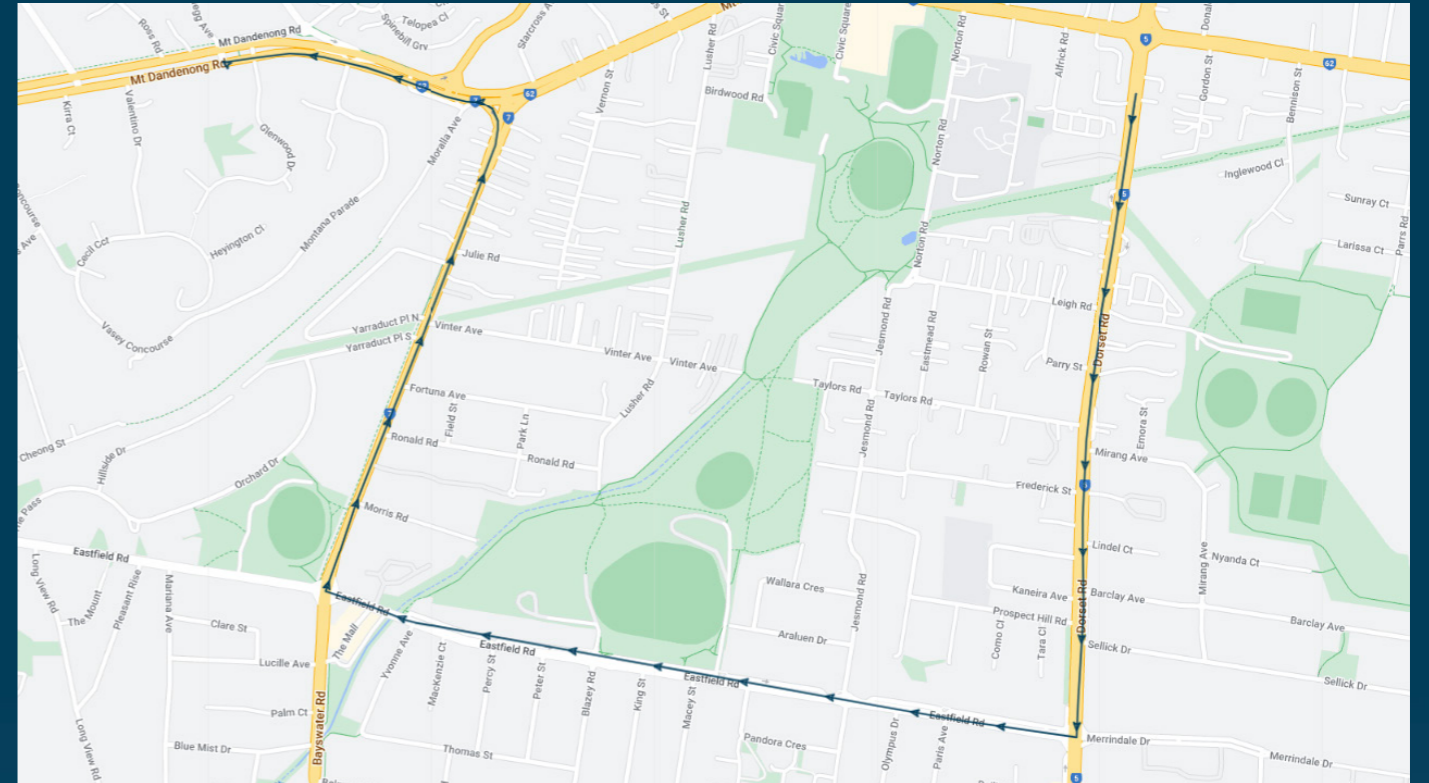 Mt Dandenong Rd
Mt Dandenong Rd
Ross Rd
Telopea Cl
Spinebill Grv
Lusher Rd
Civic Square
Civic Square
Norton Rd
Alfrick Rd
5
Gordon St
62
Bennison St
Kirra Ct
Valentino Dr
Glenwood Dr
Moralla Ave
62
7
Vernon St
Birdwood Rd
Norton Rd
Inglewood Cl
5
Sunray Ct
Parrs Rd
Larissa Ct
Cecil Ccr
Heyington Cl
Montana Parade
Julie Rd
Lusher Rd
Norton Rd
Leigh Rd
Vasey Concourse
Yarraduct Pl N
Yarraduct Pl S
Vinter Ave
Vinter Ave
Vinter Ave
Jesmond Rd
Eastmead Rd
Rowan St
Parry St
Dorset Rd
Fortuna Ave
Lusher Rd
Taylors Rd
Taylors Rd
7
Field St
Park Ln
Emora St
Cheong St
Hillside Dr
Ronald Rd
Ronald Rd
Jesmond Rd
Mirang Ave
Orchard Dr
Frederick St
Morris Rd
Lindel Ct
Nyanda Ct
Mirang Ave
Eastfield Rd
Long View Rd
The Mount
Pleasant Rise
Mariana Ave
Eastfield Rd
Wallara Cres
Jesmond Rd
Kaneira Ave
Barclay Ave
Prospect Hill Rd
Dorset Rd
Barclay Ave
Clare St
The Mall
Yvonne Ave
Araluen Dr
Como Cl
Tara Cl
Sellick Dr
Sellick Dr
Lucille Ave
MacKenzie Ct
Percy St
Eastfield Rd
Peter St
Blazey Rd
King St
Eastfield Rd
Macey St
Palm Ct
Bayswater Rd
Eastfield Rd
Long View Rd
Blue Mist Dr
Thomas St
Pandora Cres
Olympus Dr
Paris Ave
Merrindale Dr
Merrindale Dr
5